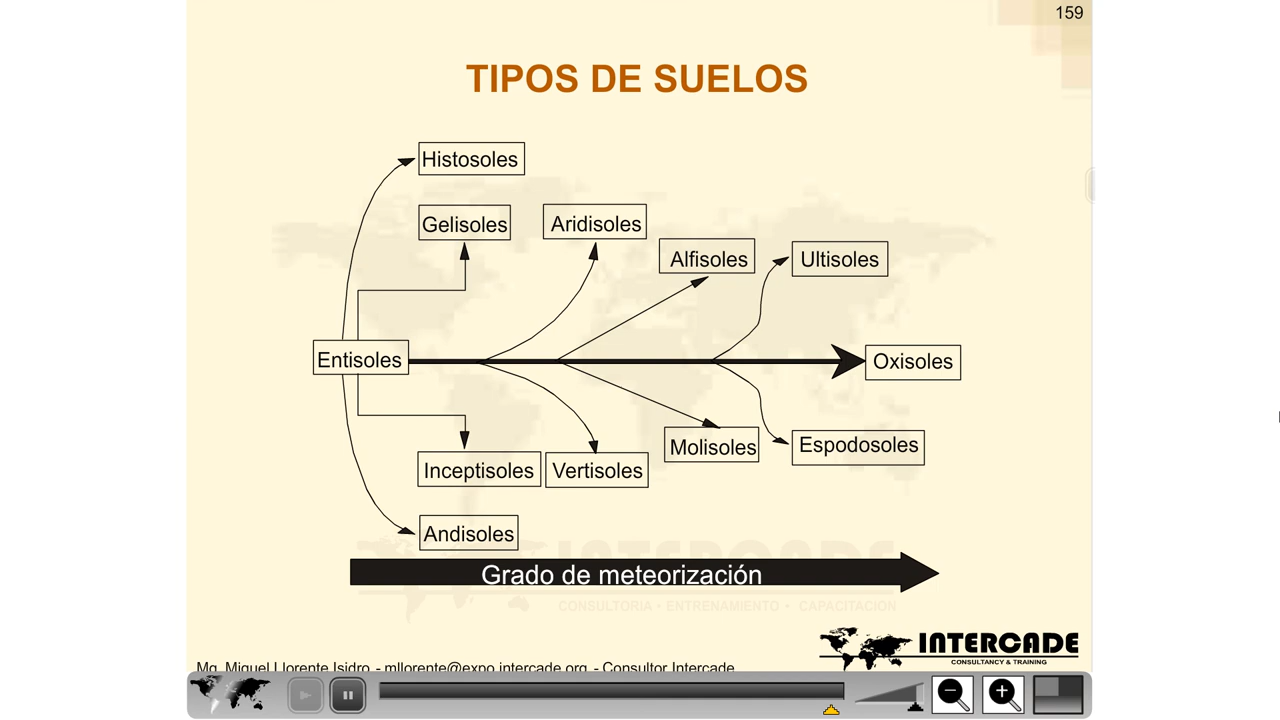 159
TIPOS DE SUELOS
Histosoles
Gelisoles
Aridisoles
Alfisoles
Ultisoles
Entisoles
Oxisoles
Molisoles
Espodosoles
Inceptisoles
Vertisoles
Andisoles
INTERCADE
Grado de meteorización
CONSULTORIA • ENTRENAMIENTO • CAPACITACION
INTERCADE
CONSULTANCY & TRAINING
Mg. Miguel Llorente Isidro - mllorente@expo.intercade.org - Consultor Intercade